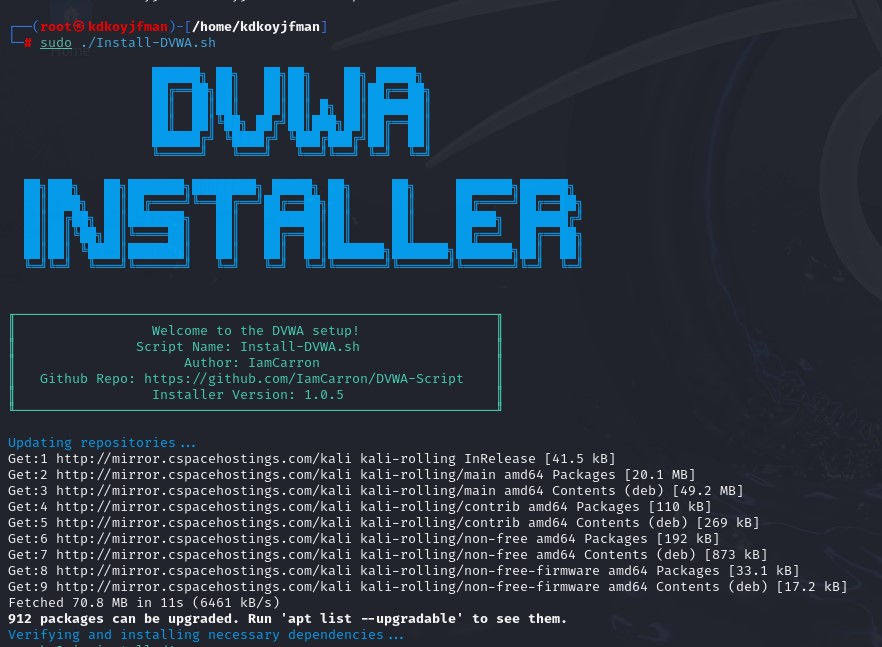 ┌──(root㉿kdkoyjfman)-[/home/kdkoyjfman]
└─# sudo ./Install-DVWA.sh
DVWA
INSTALLER
Welcome to the DVWA setup!
Script Name: Install-DVWA.sh
Author: IamCarron
Github Repo: https://github.com/IamCarron/DVWA-Script
Installer Version: 1.0.5
Updating repositories...
Get:1 http://mirror.cspacehostings.com/kali kali-rolling InRelease [41.5 kB]
Get:2 http://mirror.cspacehostings.com/kali kali-rolling/main amd64 Packages [20.1 MB]
Get:3 http://mirror.cspacehostings.com/kali kali-rolling/main amd64 Contents (deb) [49.2 MB]
Get:4 http://mirror.cspacehostings.com/kali kali-rolling/contrib amd64 Packages [110 kB]
Get:5 http://mirror.cspacehostings.com/kali kali-rolling/contrib amd64 Contents (deb) [269 kB]
Get:6 http://mirror.cspacehostings.com/kali kali-rolling/non-free amd64 Packages [192 kB]
Get:7 http://mirror.cspacehostings.com/kali kali-rolling/non-free amd64 Contents (deb) [873 kB]
Get:8 http://mirror.cspacehostings.com/kali kali-rolling/non-free-firmware amd64 Packages [33.1 kB]
Get:9 http://mirror.cspacehostings.com/kali kali-rolling/non-free-firmware amd64 Contents (deb) [17.2 kB]
Fetched 70.8 MB in 11s (6461 kB/s)
912 packages can be upgraded. Run 'apt list --upgradable' to see them.
Verifying and installing necessary dependencies...